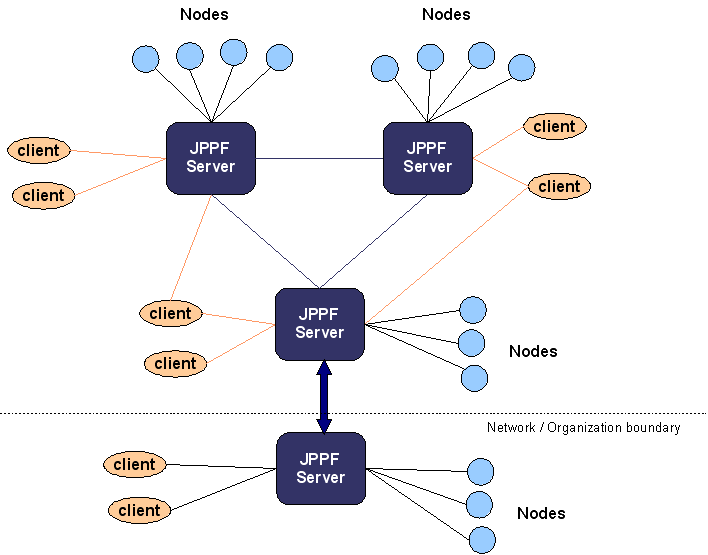 Nodes
Nodes
client
JPPF
Server
JPPF
Server
client
client
client
client
JPPF
Server
client
Nodes
Network / Organization boundary
client
JPPF
Server
client
Nodes